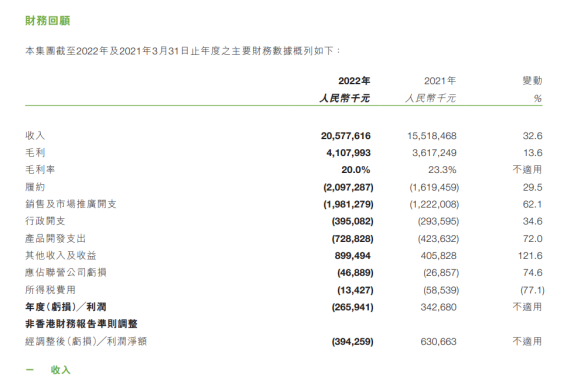 財務回顧
本集團截至2022年及2021年3月31日止年度之主要財務數據概列如下：
2022年 2021年 變動
人民幣千元 人民幣千元 %
收入 20,577,616 15,518,468 32.6
毛利 4,107,993 3,617,249 13.6
毛利率 20.0% 23.3% 不適用
履約 (2,097,287) (1,619,459) 29.5
銷售及市場推廣開支 (1,981,279) (1,222,008) 62.1
行政開支 (395,082) (293,595) 34.6
產品開發支出 (728,828) (423,632) 72.0
其他收入及收益 899,494 405,828 121.6
應佔聯營公司虧損 (46,889) (26,857) 74.6
所得税費用 (13,427) (58,539) (77.1)
年度（虧損）╱利潤 (265,941) 342,680 不適用
非香港財務報告準則調整
經調整後（虧損）╱利潤淨額 (394,259) 630,663 不適用
— 收入